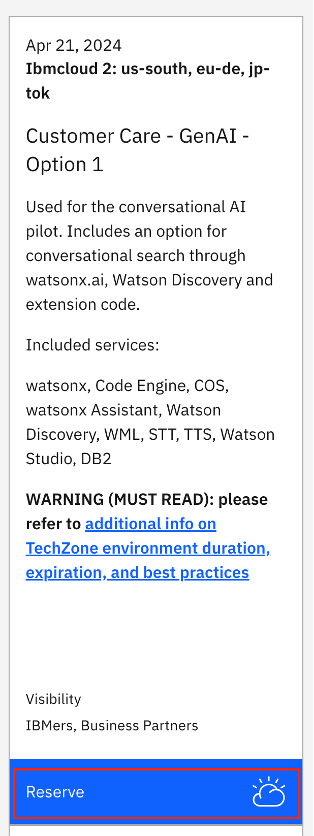 Apr 21, 2024
Ibmcloud 2: us-south, eu-de, jp-
tok
Customer Care - GenAI -
Option 1
Used for the conversational AI
pilot. Includes an option for
conversational search through
watsonx.ai, Watson Discovery and
extension code.
Included services:
watsonx, Code Engine, COS,
watsonx Assistant, Watson
Discovery, WML, STT, TTS, Watson
Studio, DB2
WARNING (MUST READ): please
refer to additional info on
TechZone environment duration,
expiration, and best practices
Visibility
IBMers, Business Partners
Reserve